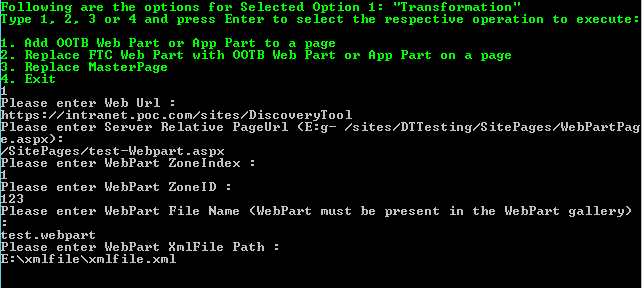 Following are the options for Selected Option 1: "Transformation"
Type 1, 2, 3 or 4 and press Enter to select the respective operation to execute:
1. Add OOTB Web Part or App Part to a page
2. Replace FTC Web Part with OOTB Web Part or App Part on a page
3. Replace MasterPage
4. Exit
1
Please enter Web Url :
https://intranet.poc.com/sites/DiscoveryTool
Please enter Server Relative PageUrl (E:g- /sites/DTTesting/SitePages/WebPartPag
e.aspx):
/SitePages/test-Webpart.aspx
Please enter WebPart ZoneIndex :
1
Please enter WebPart ZoneID :
123
Please enter WebPart File Name (WebPart must be present in the WebPart gallery)
:
test.webpart
Please enter WebPart XmlFile Path :
E:\xmlfile\xmlfile.xml